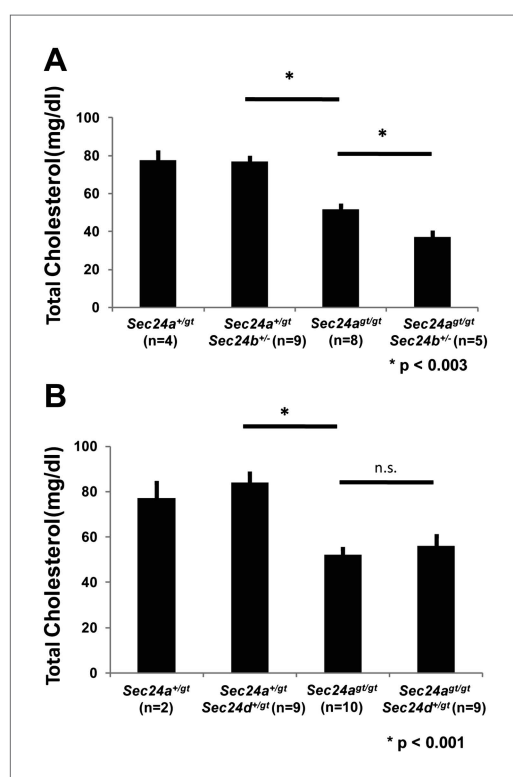 A
*
*
Total Cholesterol(mg/dl)
100
80
60
40
20
0
Sec24a+/gt
(n=4)
Sec24a+/gt
Sec24b+/- (n=9)
Sec24agt/gt
(n=8)
Sec24agt/gt
Sec24b+/- (n=5)
* p < 0.003
B
*
n.s.
Total Cholesterol(mg/dl)
100
80
60
40
20
0
Sec24a+/gt
(n=2)
Sec24a+/gt
Sec24d+/gt (n=9)
Sec24agt/gt
(n=10)
Sec24agt/gt
Sec24d+/gt (n=9)
* p < 0.001